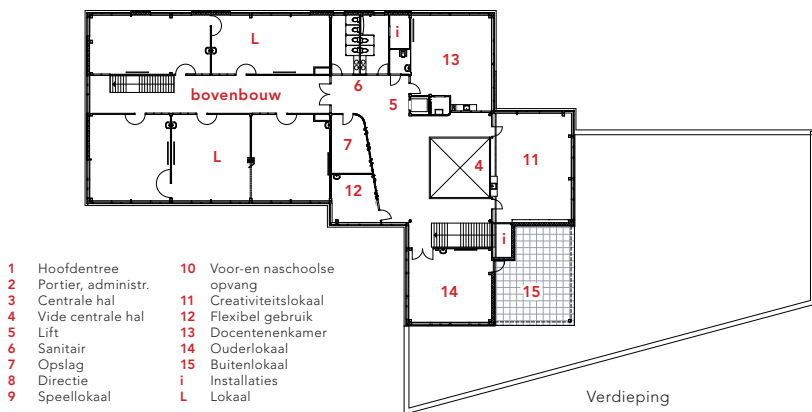 i
L
13
6
bovenbouw
5
7
L
4
11
12
i
14
15
1 Hoofdentree
2 Portier, administr.
3 Centrale hal
4 Vide centrale hal
5 Lift
6 Sanitair
7 Opslag
8 Directie
9 Speellokaal
10 Voor-en naschoolse
opvang
11 Creativiteitslokaal
12 Flexibel gebruik
13 Docentenenkamer
14 Ouderlokaal
15 Buitenlokaal
i Installaties
L Lokaal
Verdieping